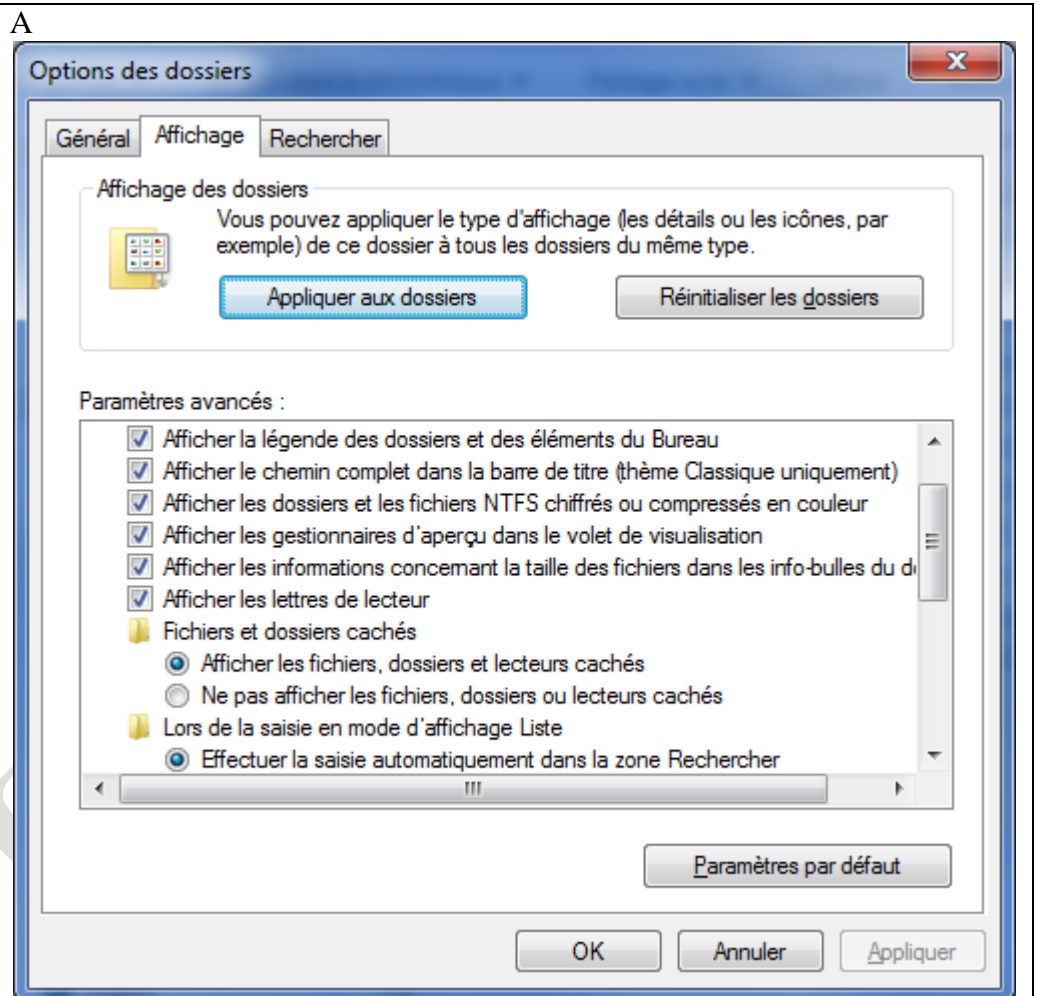 A
Options des dossiers
Général Affichage Rechercher
Affichage des dossiers
Vous pouvez appliquer le type d'affichage (les détails ou les icônes, par
exemple) de ce dossier à tous les dossiers du même type.
Appliquer aux dossiers Réinitialiser les dossiers
Paramètres avancés :
Afficher la légende des dossiers et des éléments du Bureau
Afficher le chemin complet dans la barre de titre (thème Classique uniquement)
Afficher les dossiers et les fichiers NTFS chiffrés ou compressés en couleur
Afficher les gestionnaires d'aperçu dans le volet de visualisation
Afficher les informations concernant la taille des fichiers dans les info-bulles du
Afficher les lettres de lecteur
Fichiers et dossiers cachés
Afficher les fichiers, dossiers et lecteurs cachés
Ne pas afficher les fichiers, dossiers ou lecteurs cachés
Lors de la saisie en mode d'affichage Liste
Effectuer la saisie automatiquement dans la zone Rechercher
Paramètres par défaut
OK Annuler Appliquer